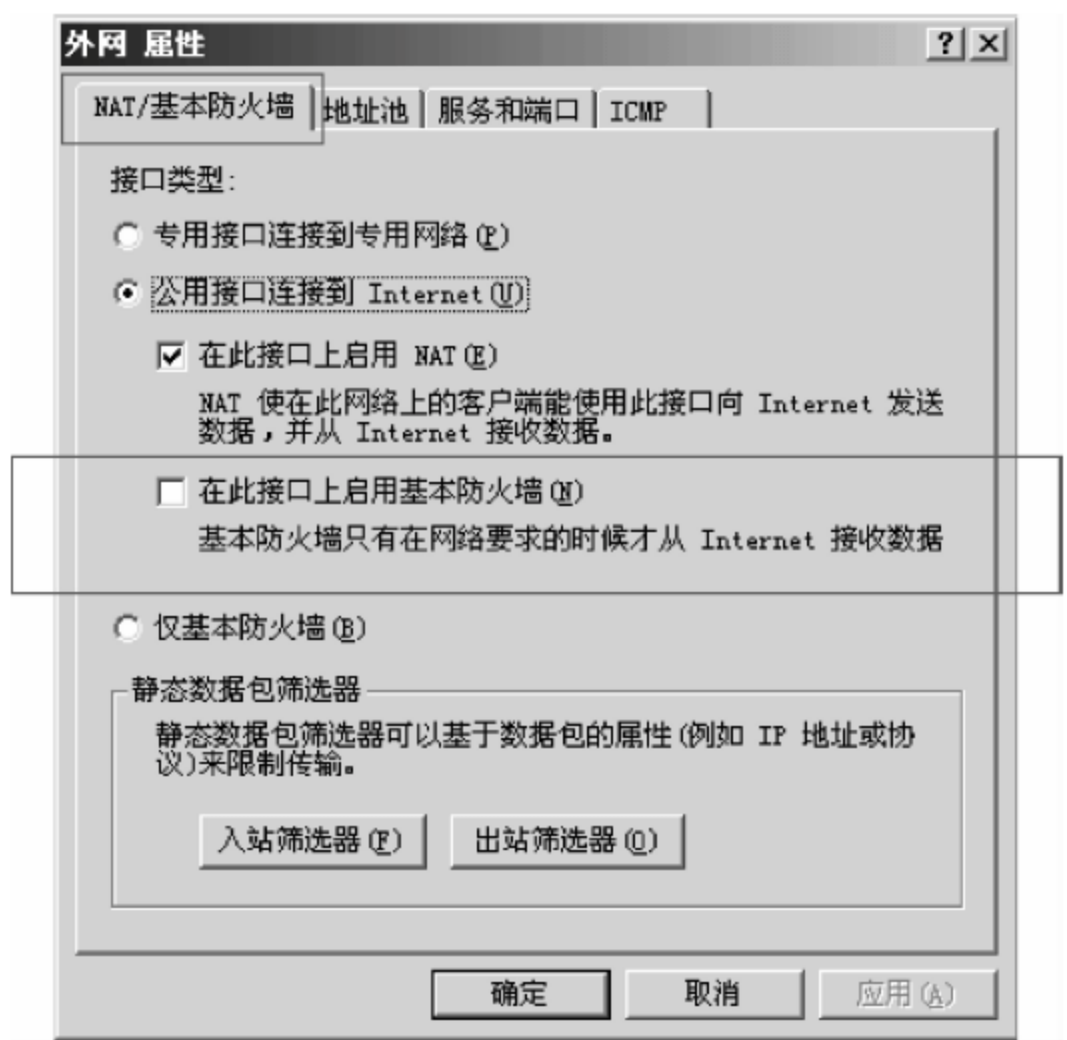 外网 属性
NAT/基本防火墙 地址池 服务和端口 ICMP
接口类型:
专用接口连接到专用网络(P)
公用接口连接到 Internet(U)
在此接口上启用 NAT(E)
NAT 使在此网络上的客户端能使用此接口向 Internet 发送
数据,并从 Internet 接收数据。
在此接口上启用基本防火墙(N)
基本防火墙只有在网络要求的时候才从 Internet 接收数据
仅基本防火墙(B)
静态数据包筛选器
静态数据包筛选器可以基于数据包的属性(例如 IP 地址或协
议)来限制传输。
入站筛选器(F) 出站筛选器(O)
确定 取消 应用(A)